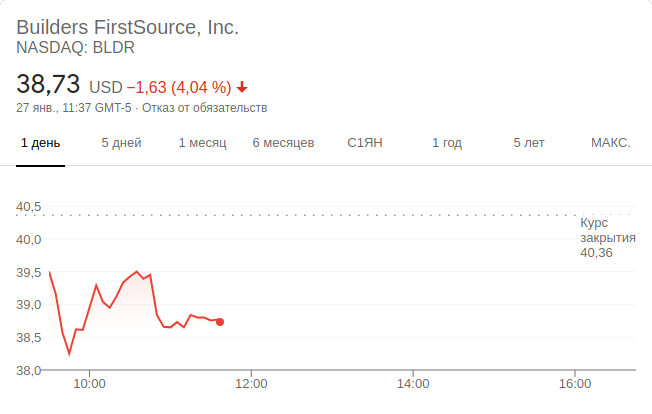 Builders FirstSource, Inc.
NASDAQ: BLDR
38,73 USD −1,63 (4,04 %)
27 янв., 11:37 GMT-5 · Отказ от обязательств
1 день 5 дней 1 месяц 6 месяцев С1ЯН 1 год 5 лет МАКС.
40,5
Курс
закрытия
40,36
40,0
39,5
39,0
38,5
38,0
10:00 12:00 14:00 16:00